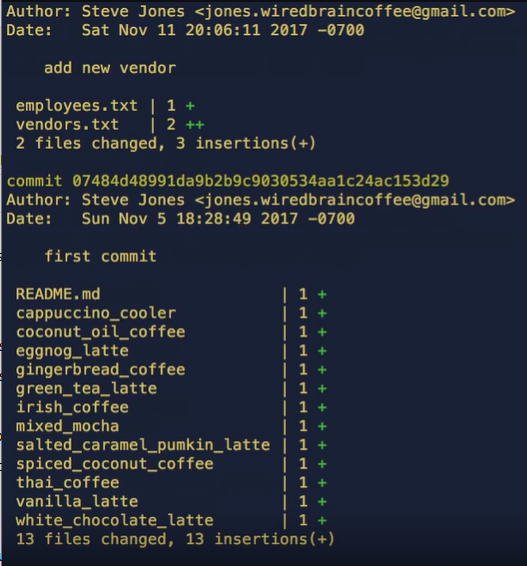 Author: Steve Jones <jones.wiredbraincoffee@gmail.com>
Date:   Sat Nov 11 20:06:11 2017 -0700
add new vendor
employees.txt | 1 +
vendors.txt   | 2 ++
2 files changed, 3 insertions(+)
commit 07484d48991da9b2b9c9030534aa1c24ac153d29
Author: Steve Jones <jones.wiredbraincoffee@gmail.com>
Date:   Sun Nov 5 18:28:49 2017 -0700
first commit
README.md                   | 1 +
cappuccino_cooler           | 1 +
coconut_oil_coffee          | 1 +
eggnog_latte                | 1 +
gingerbread_coffee          | 1 +
green_tea_latte             | 1 +
irish_coffee                | 1 +
mixed_mocha                 | 1 +
salted_caramel_pumkin_latte | 1 +
spiced_coconut_coffee       | 1 +
thai_coffee                 | 1 +
vanilla_latte               | 1 +
white_chocolate_latte       | 1 +
13 files changed, 13 insertions(+)